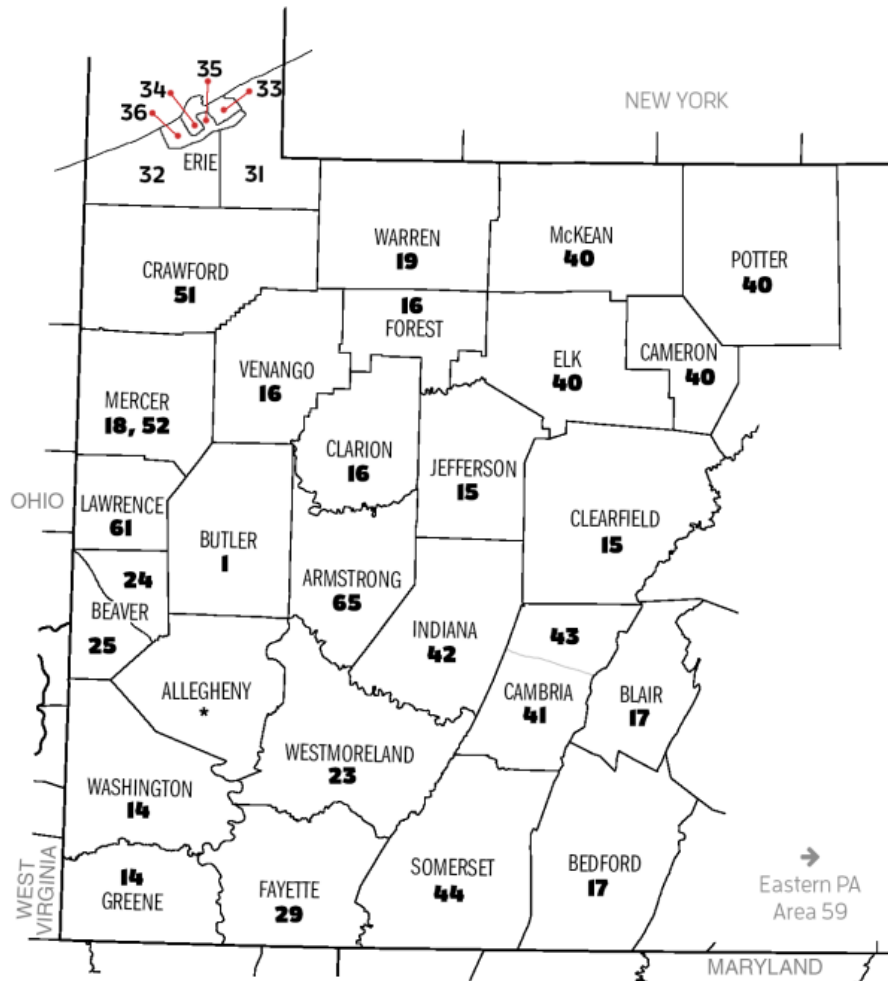 35
34
33
36
NEW YORK
ERIE
32
31
WARREN
19
McKEAN
40
POTTER
40
CRAWFORD
51
16
FOREST
VENANGO
16
ELK
40
CAMERON
40
MERCER
18, 52
CLARION
16
JEFFERSON
15
OHIO
LAWRENCE
61
CLEARFIELD
15
BUTLER
1
24
BEAVER
25
ARMSTRONG
65
INDIANA
42
43
CAMBRIA
41
BLAIR
17
ALLEGHENY
*
WESTMORELAND
23
WASHINGTON
14
WEST
VIRGINIA
14
GREENE
FAYETTE
29
SOMERSET
44
BEDFORD
17
→
Eastern PA
Area 59
MARYLAND